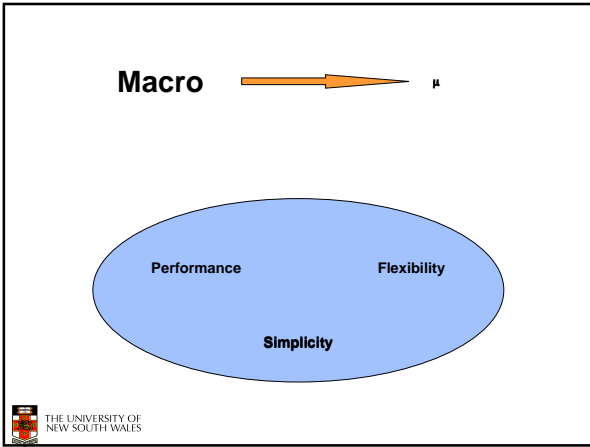 Macro μ
Performance Flexibility
Simplicity
THE UNIVERSITY OF
NEW SOUTH WALES